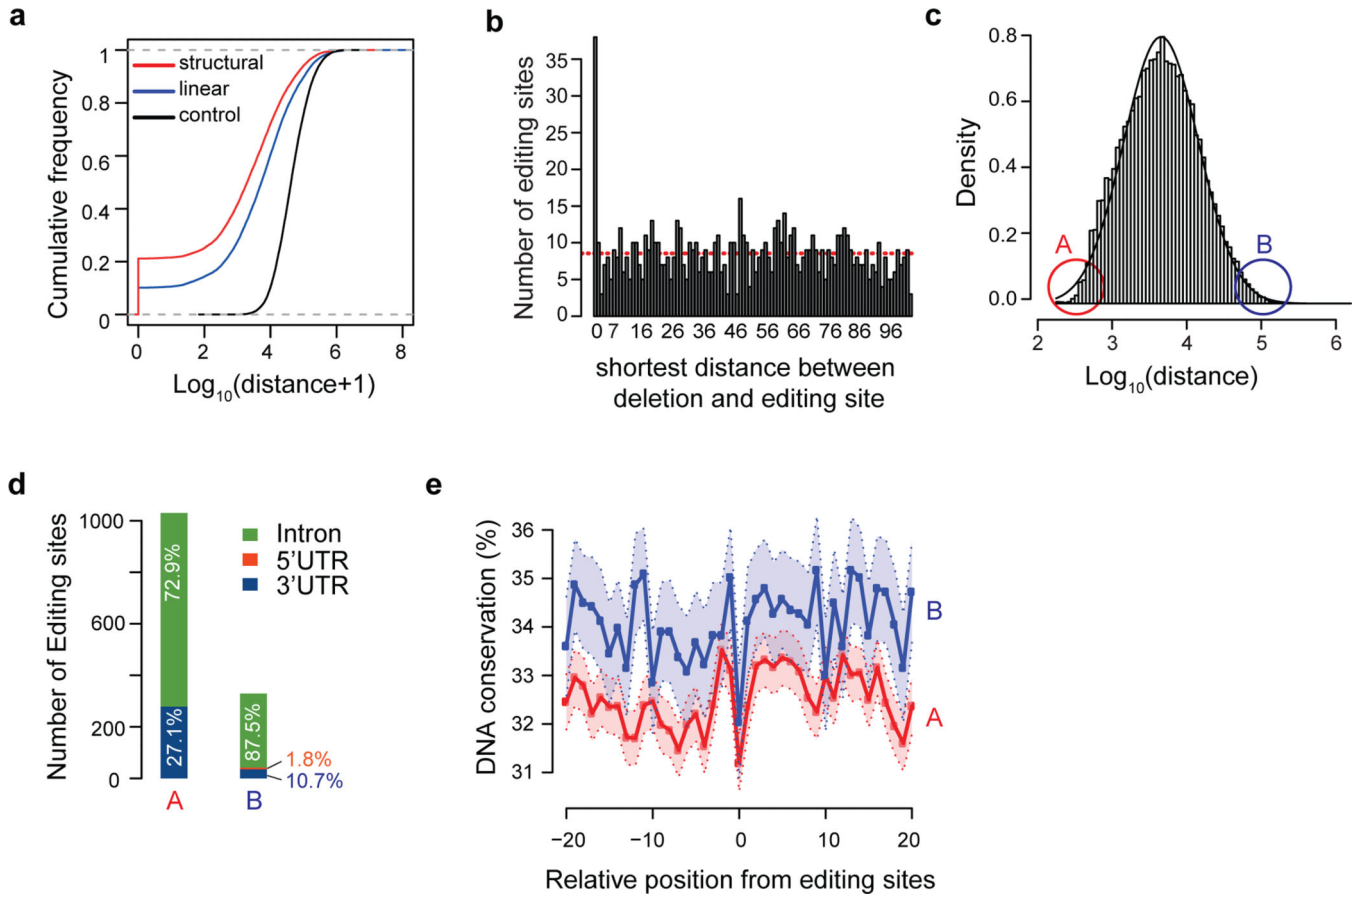 a
1
0.8
0.6
0.4
0.2
0
0 2 4 6 8
Cumulative frequency
Log10(distance+1)
structural
linear
control
b
35
30
25
20
15
10
5
0
0 7 16 26 36 46 56 66 76 86 96
Number of editing sites
shortest distance between
deletion and editing site
c
0.8
0.6
0.4
0.2
0.0
2 3 4 5 6
Density
Log10(distance)
A
B
d
1000
600
200
0
Number of Editing sites
72.9%
27.1%
87.5%
1.8%
10.7%
A B
Intron
5'UTR
3'UTR
e
36
35
34
33
32
31
DNA conservation (%)
B
A
−20 −10 0 10 20
Relative position from editing sites